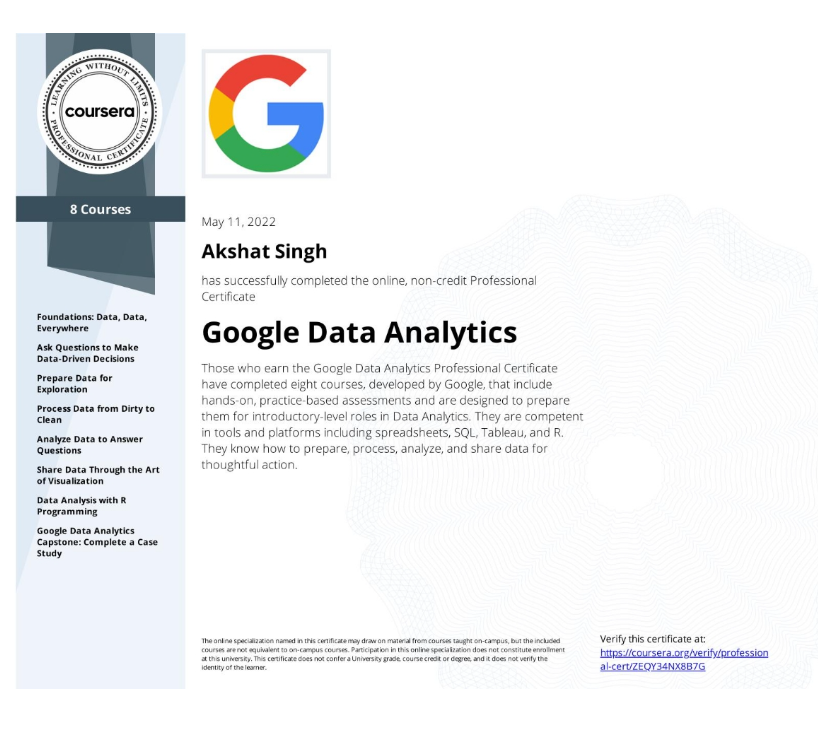 LEARNING WITHOUT LIMITS
coursera
PROFESSIONAL CERTIFICATE
8 Courses
Foundations: Data, Data,
Everywhere
Ask Questions to Make
Data-Driven Decisions
Prepare Data for
Exploration
Process Data from Dirty to
Clean
Analyze Data to Answer
Questions
Share Data Through the Art
of Visualization
Data Analysis with R
Programming
Google Data Analytics
Capstone: Complete a Case
Study
G
May 11, 2022
Akshat Singh
has successfully completed the online, non-credit Professional
Certificate
Google Data Analytics
Those who earn the Google Data Analytics Professional Certificate
have completed eight courses, developed by Google, that include
hands-on, practice-based assessments and are designed to prepare
them for introductory-level roles in Data Analytics. They are competent
in tools and platforms including spreadsheets, SQL, Tableau, and R.
They know how to prepare, process, analyze, and share data for
thoughtful action.
The online specialization named in this certificate may draw on material from courses taught on-campus, but the included
courses are not equivalent to on-campus courses. Participation in this online specialization does not constitute enrollment
at this university. This certificate does not confer a University grade, course credit or degree, and it does not verify the
identity of the learner.
Verify this certificate at:
https://coursera.org/verify/profession
al-cert/ZEQY34NX8B7G